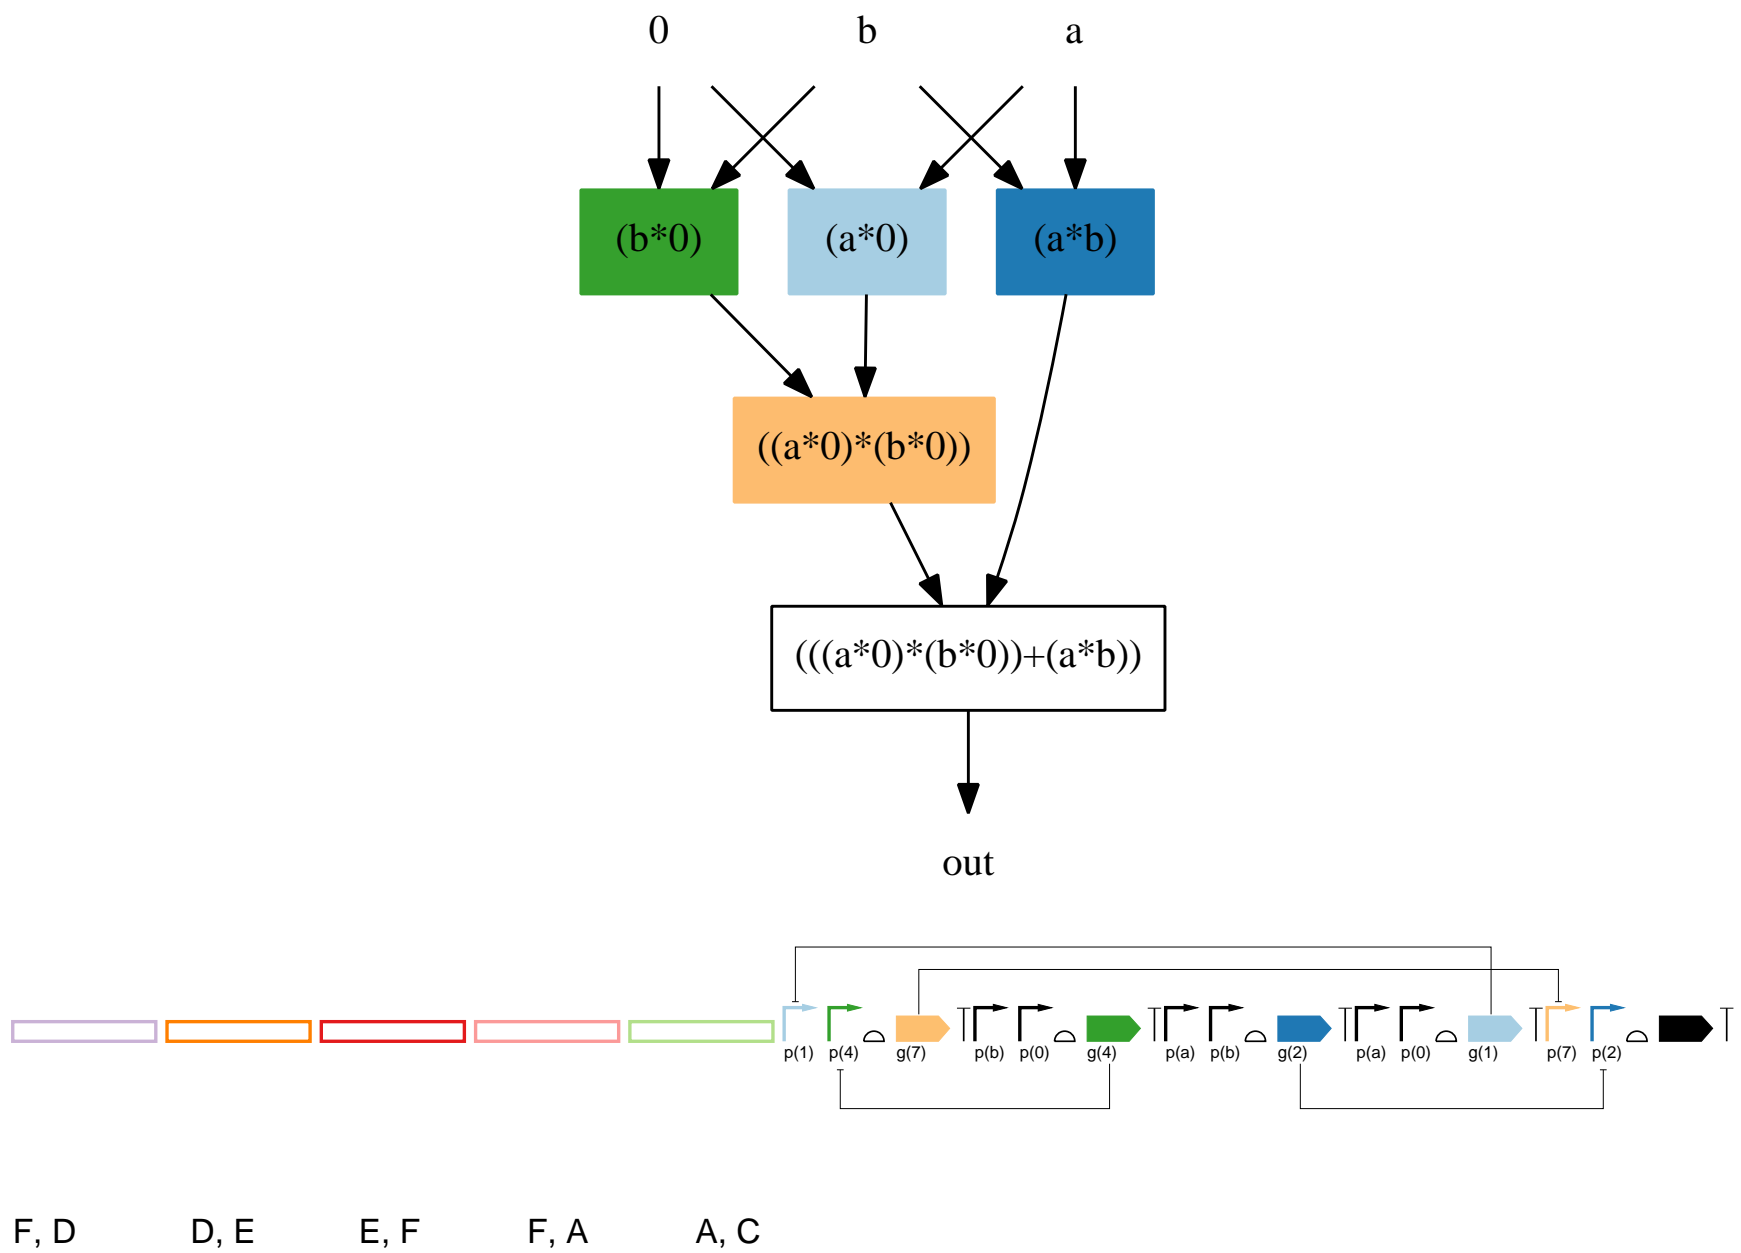 0 b a
(b*0) (a*0) (a*b)
((a*0)*(b*0))
(((a*0)*(b*0))+(a*b))
out
p(1) p(4) g(7) p(b) p(0) g(4) p(a) p(b) g(2) p(a) p(0) g(1) p(7) p(2)
F, D D, E E, F F, A A, C